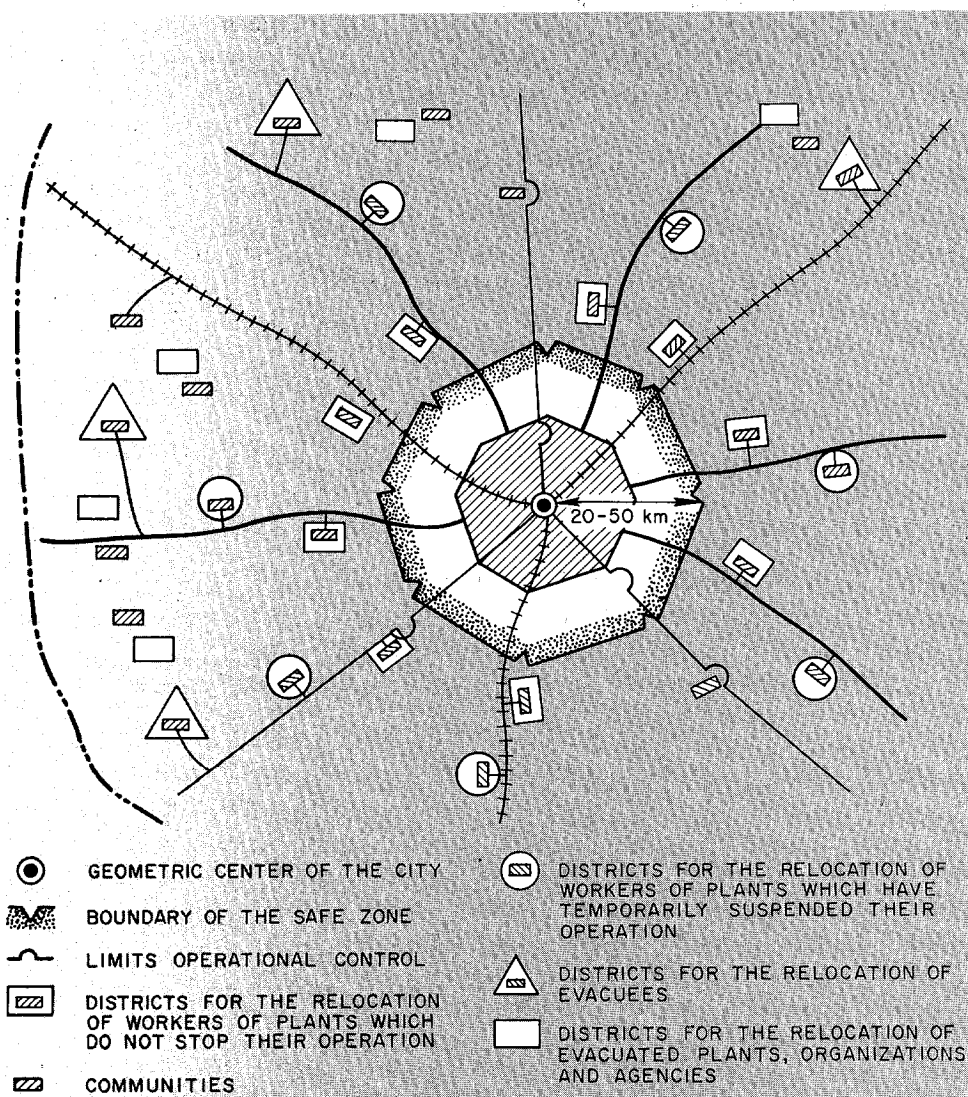 20-50 km
GEOMETRIC CENTER OF THE CITY
BOUNDARY OF THE SAFE ZONE
LIMITS OPERATIONAL CONTROL
DISTRICTS FOR THE RELOCATION
OF WORKERS OF PLANTS WHICH
DO NOT STOP THEIR OPERATION
COMMUNITIES
DISTRICTS FOR THE RELOCATION OF
WORKERS OF PLANTS WHICH HAVE
TEMPORARILY SUSPENDED THEIR
OPERATION
DISTRICTS FOR THE RELOCATION OF
EVACUEES
DISTRICTS FOR THE RELOCATION OF
EVACUATED PLANTS, ORGANIZATIONS
AND AGENCIES